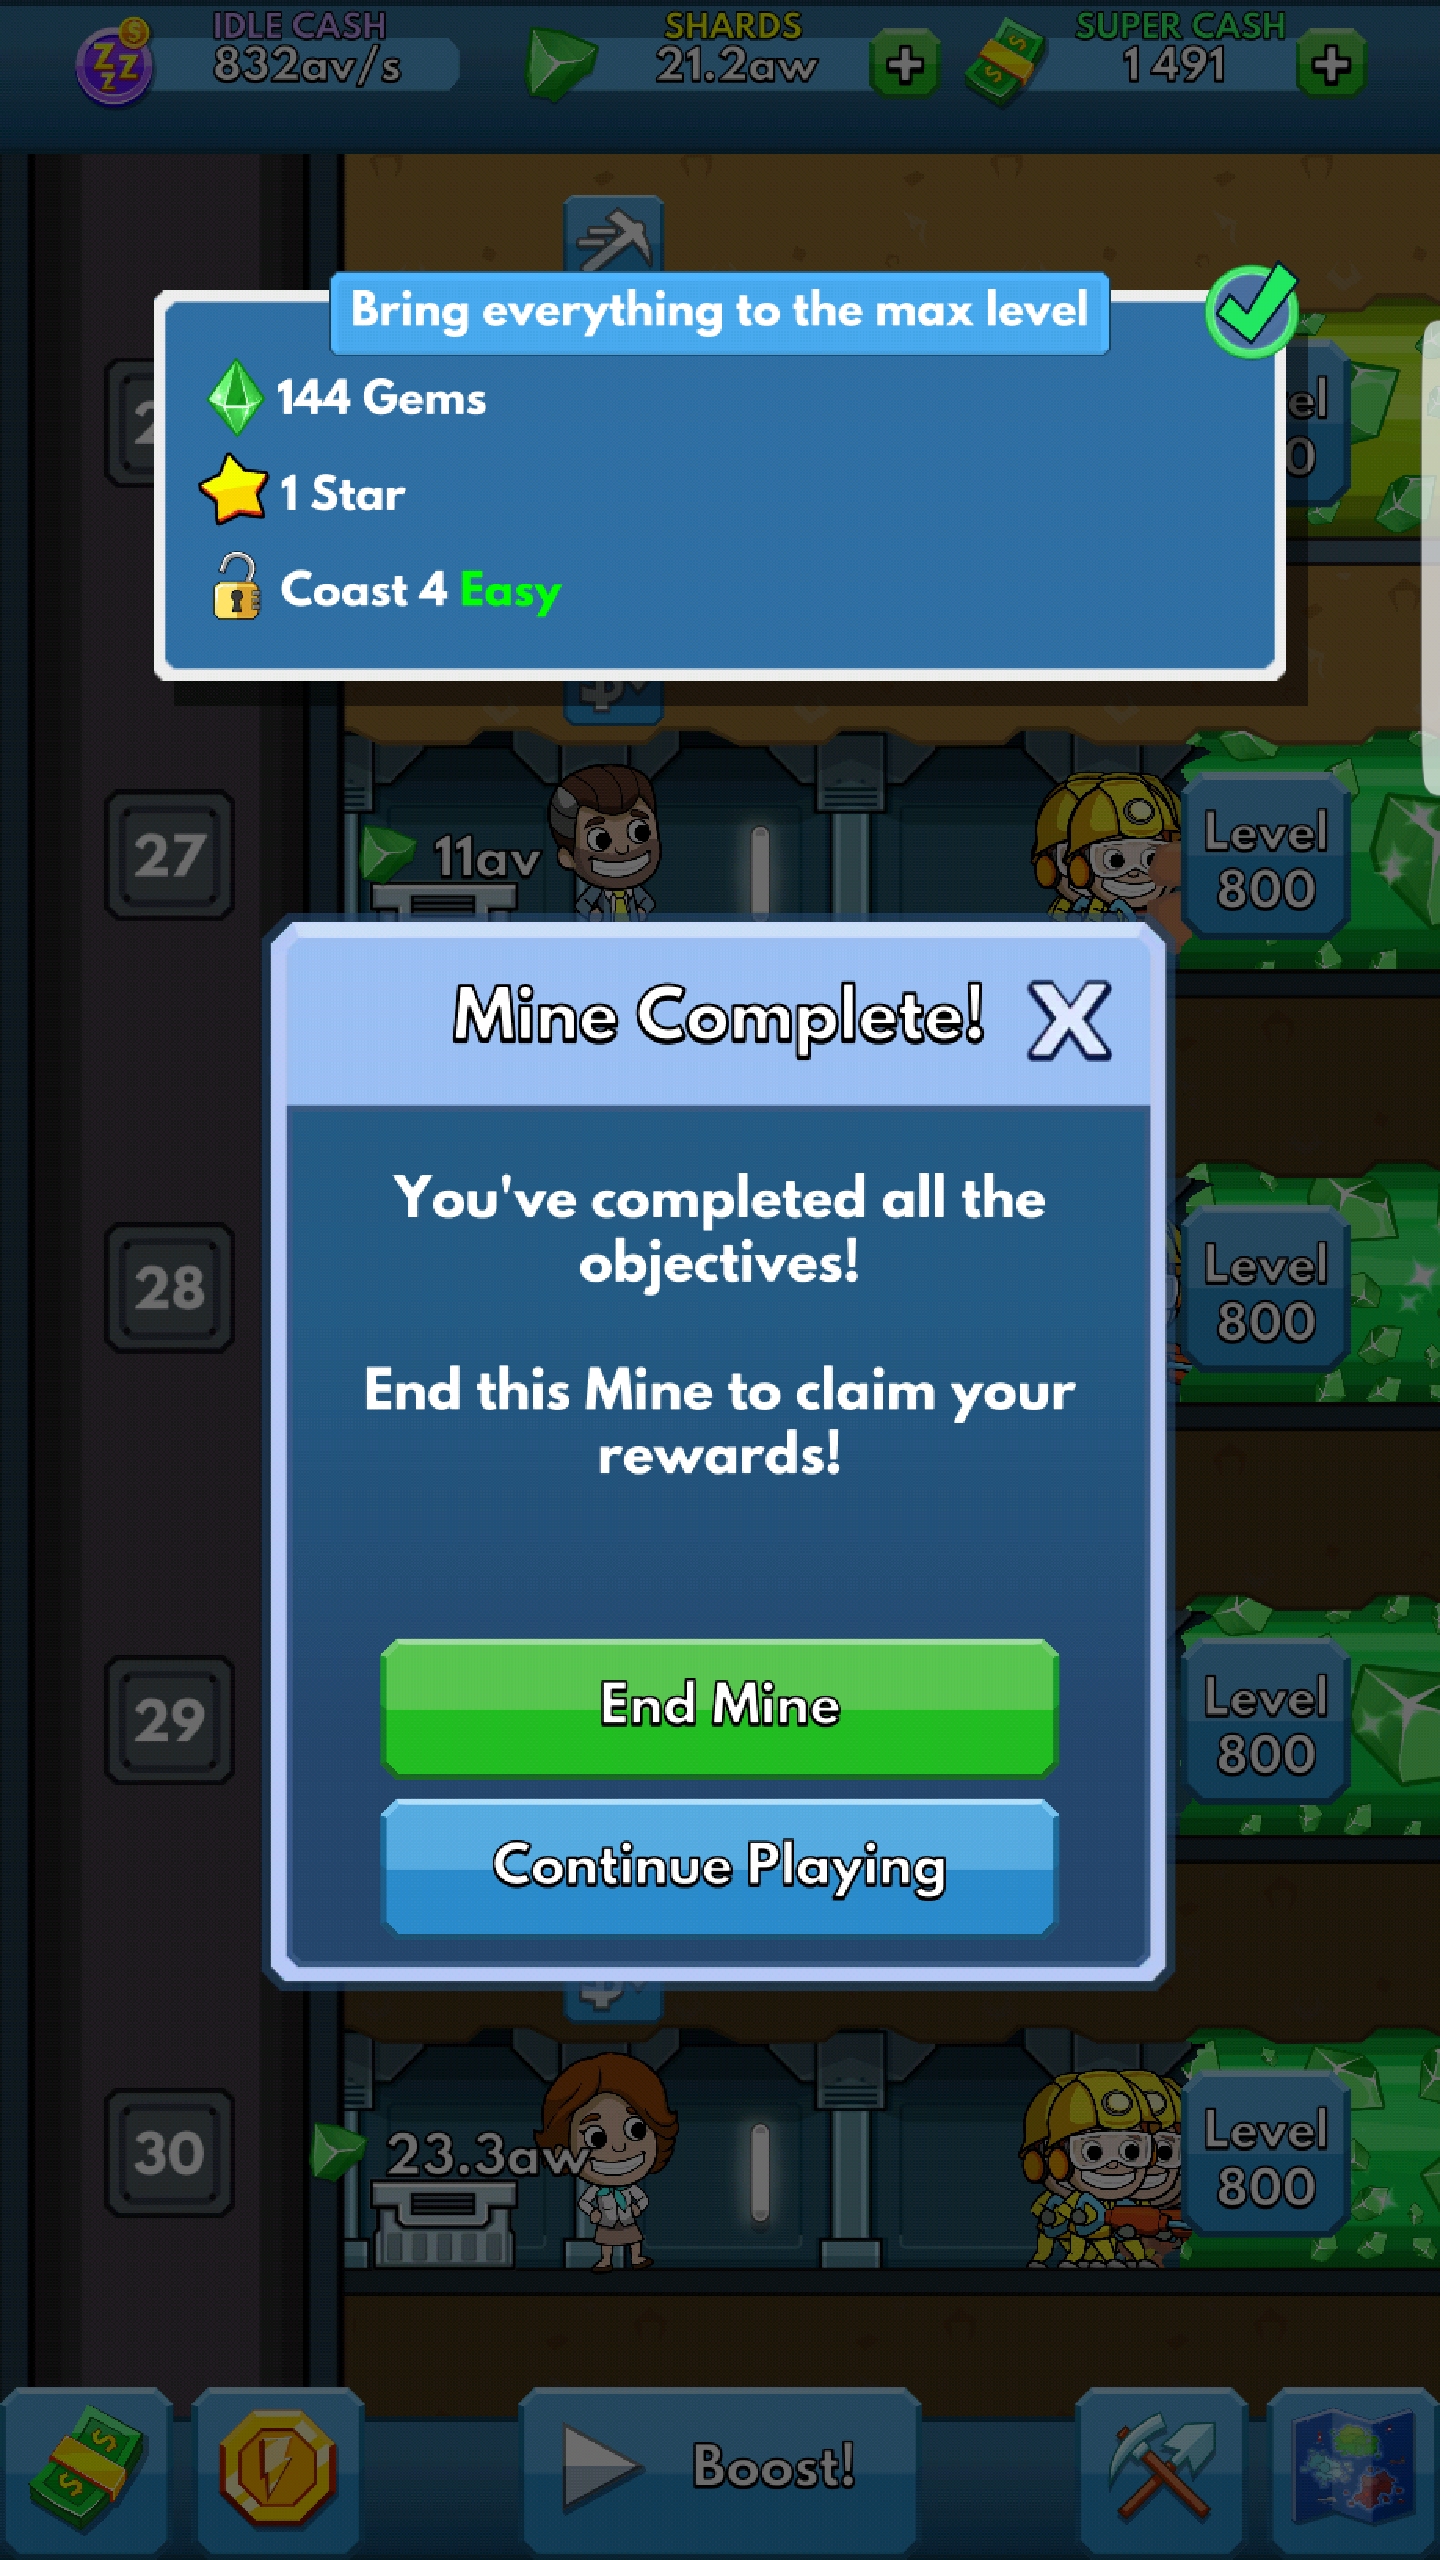 IDLE CASH
832av/s
SHARDS
21.2aw
SUPER CASH
1 491
Bring everything to the max level
144 Gems
1 Star
Coast 4 Easy
27
11av
Level
800
Mine Complete!
X
You've completed all the
objectives!
End this Mine to claim your
rewards!
28
Level
800
29
Level
800
End Mine
Continue Playing
30
23.3aw
Level
800
Boost!